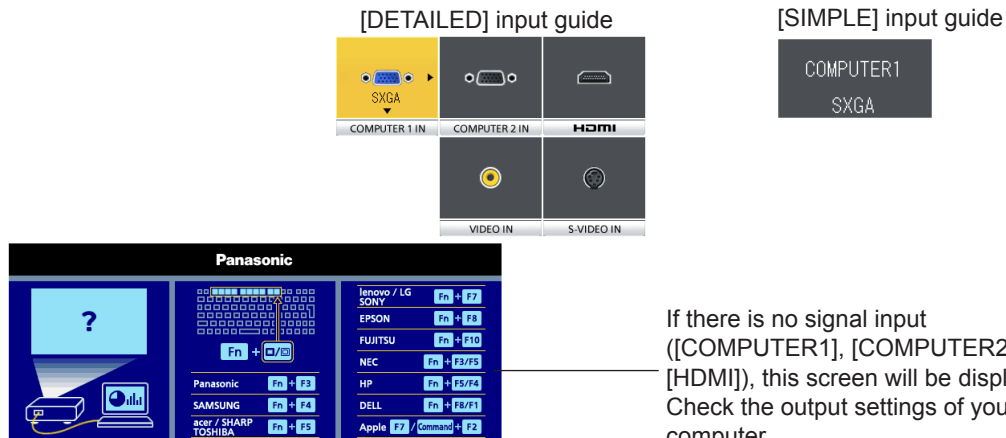 [DETAILED] input guide
[SIMPLE] input guide
SXGA
COMPUTER 1 IN
COMPUTER 2 IN
HDMI
VIDEO IN
S-VIDEO IN
COMPUTER1
SXGA
Panasonic
?
Fn +
Panasonic Fn + F3
SAMSUNG Fn + F4
acer / SHARP
TOSHIBA Fn + F5
lenovo / LG
SONY Fn + F7
EPSON Fn + F8
FUJITSU Fn + F10
NEC Fn + F3/F5
HP Fn + F5/F4
DELL Fn + F8/F1
Apple F7 / Command + F2
If there is no signal input
([COMPUTER1], [COMPUTER2
[HDMI]), this screen will be displ
Check the output settings of you
computer